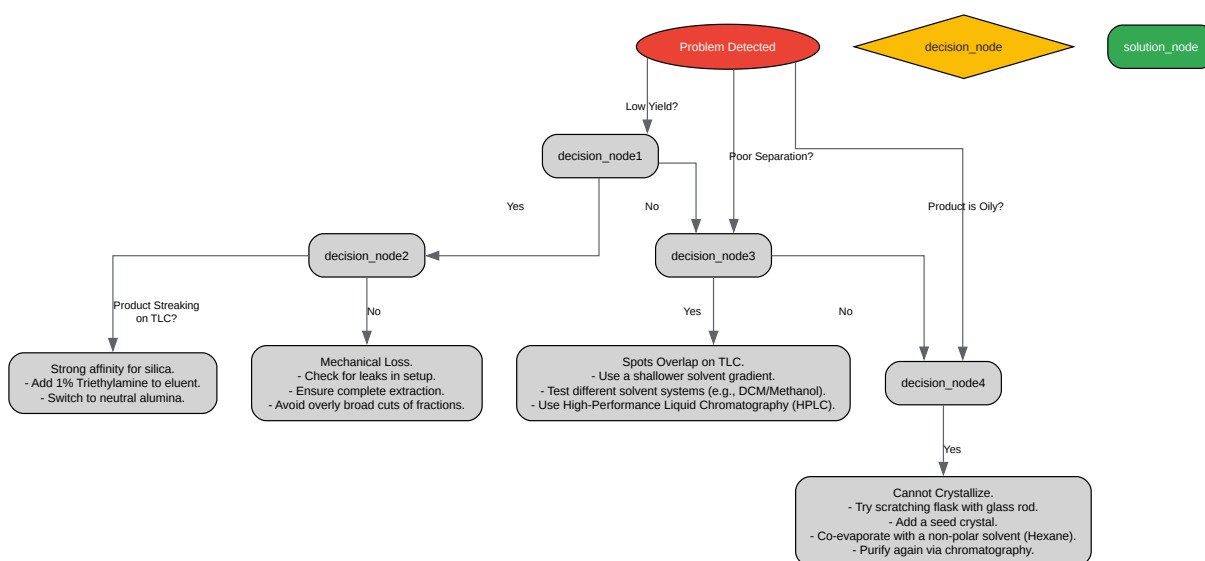 Problem Detected
decision_node
solution_node
Low Yield?
decision_node1
Poor Separation?
Yes
No
Product is Oily?
decision_node2
decision_node3
Product Streaking
on TLC?
No
Yes
No
Strong affinity for silica.
- Add 1% Triethylamine to eluent.
- Switch to neutral alumina.
Mechanical Loss.
- Check for leaks in setup.
- Ensure complete extraction.
- Avoid overly broad cuts of fractions.
Spots Overlap on TLC.
- Use a shallower solvent gradient.
- Test different solvent systems (e.g., DCM/Methanol).
- Use High-Performance Liquid Chromatography (HPLC).
decision_node4
Yes
Cannot Crystallize.
- Try scratching flask with glass rod.
- Add a seed crystal.
- Co-evaporate with a non-polar solvent (Hexane).
- Purify again via chromatography.